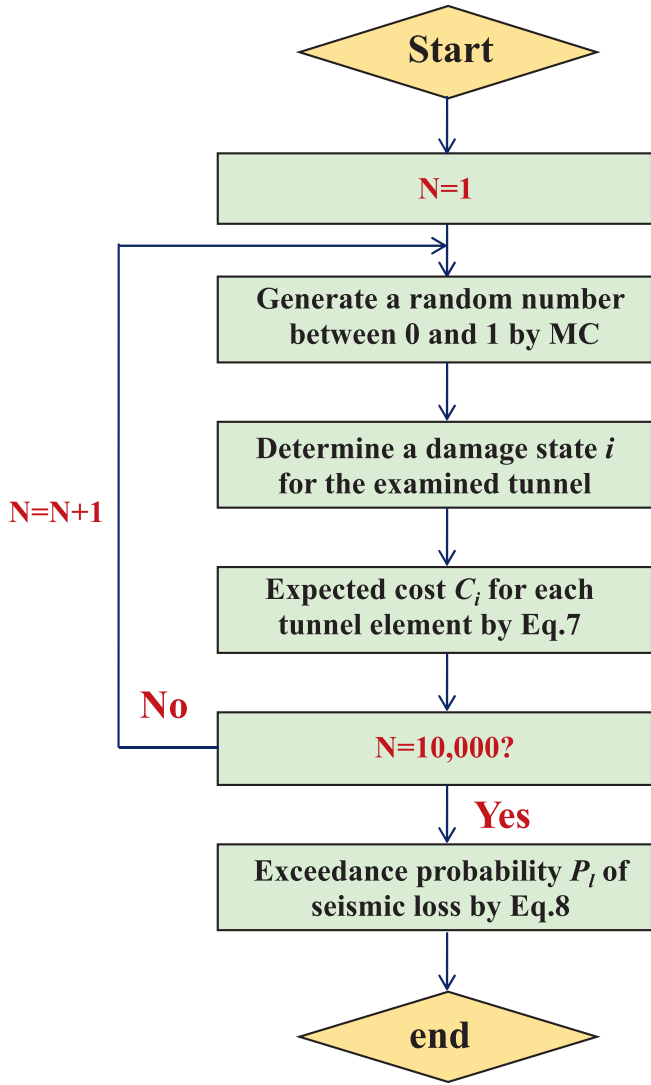 Start
N=1
Generate a random number
between 0 and 1 by MC
Determine a damage state i
for the examined tunnel
N=N+1
Expected cost C_i for each
tunnel element by Eq.7
No
N=10,000?
Yes
Exceedance probability P_l of
seismic loss by Eq.8
end